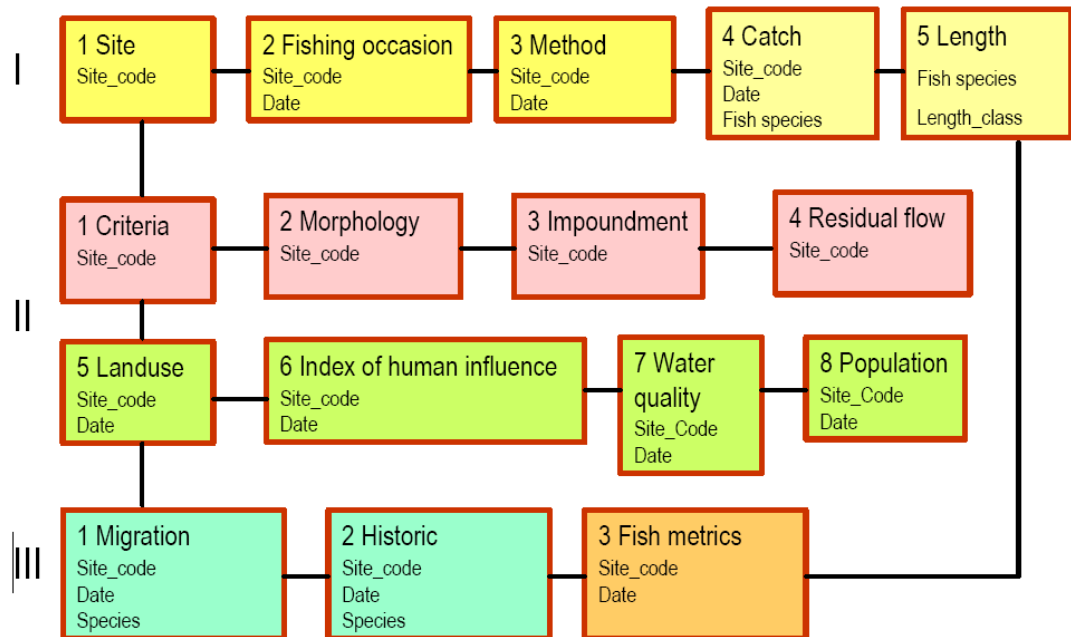 I
1 Site
Site_code
2 Fishing occasion
Site_code
Date
3 Method
Site_code
Date
4 Catch
Site_code
Date
Fish species
5 Length
Fish species
Length_class
II
1 Criteria
Site_code
2 Morphology
Site_code
3 Impoundment
Site_code
4 Residual flow
Site_code
5 Landuse
Site_code
Date
6 Index of human influence
Site_code
Date
7 Water
quality
Site_Code
Date
8 Population
Site_Code
Date
III
1 Migration
Site_code
Date
Species
2 Historic
Site_code
Date
Species
3 Fish metrics
Site_code
Date